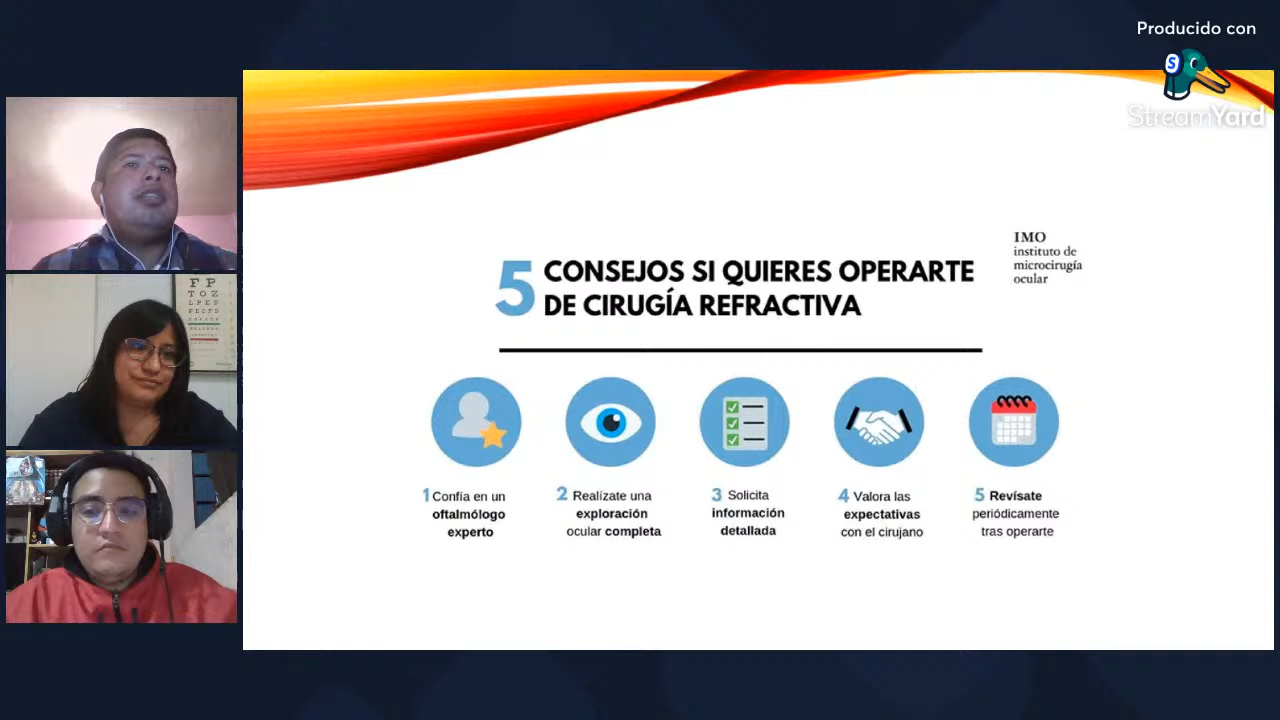 Producido con
StreamYard
IMO
instituto de
microcirugía
ocular
5 CONSEJOS SI QUIERES OPERARTE
DE CIRUGÍA REFRACTIVA
1 Confía en un
oftalmólogo
experto
2 Realízate una
exploración
ocular completa
3 Solicita
información
detallada
4 Valora las
expectativas
con el cirujano
5 Revísate
periódicamente
tras operarte
F P
T O Z
L P E D